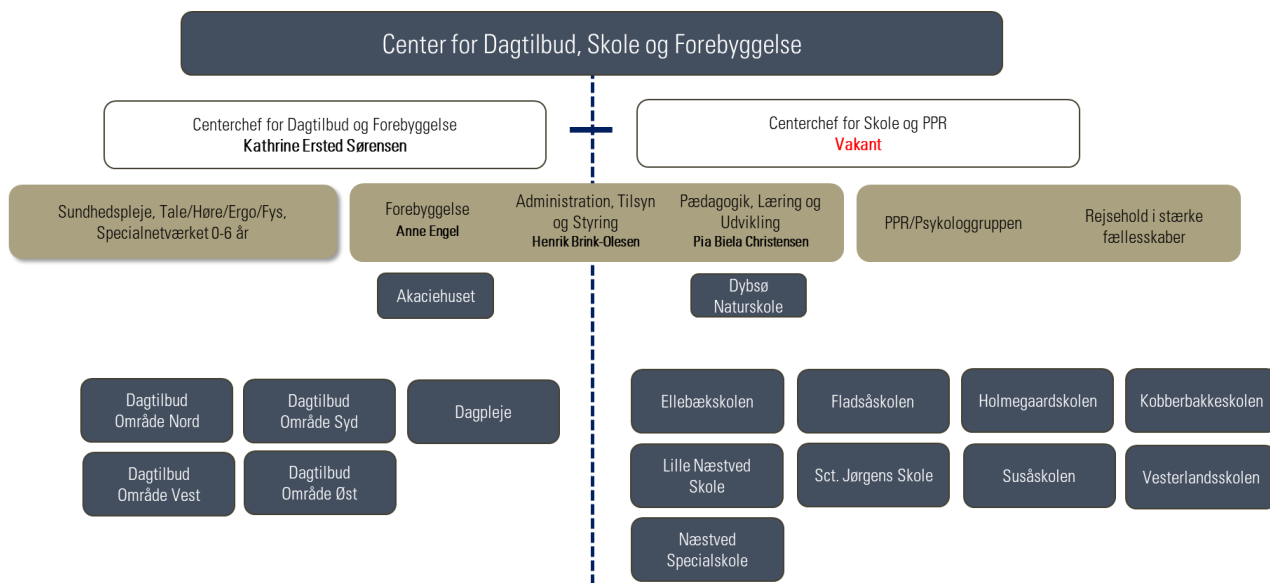 Center for Dagtilbud, Skole og Forebyggelse
Centerchef for Dagtilbud og Forebyggelse
Kathrine Ersted Sørensen
Centerchef for Skole og PPR
Vakant
Sundhedspleje, Tale/Høre/Ergo/Fys,
Specialnetværket 0-6 år
Forebyggelse
Anne Engel
Administration, Tilsyn
og Styring
Henrik Brink-Olesen
Pædagogik, Læring og
Udvikling
Pia Biela Christensen
PPR/Psykologgruppen
Rejsehold i stærke
fællesskaber
Akaciehuset
Dybsø
Naturskole
Dagtilbud
Område Nord
Dagtilbud
Område Syd
Dagpleje
Dagtilbud
Område Vest
Dagtilbud
Område Øst
Ellebækskolen
Fladsåskolen
Holmegaardskolen
Kobberbakkeskolen
Lille Næstved
Skole
Sct. Jørgens Skole
Susåskolen
Vesterlandsskolen
Næstved
Specialskole